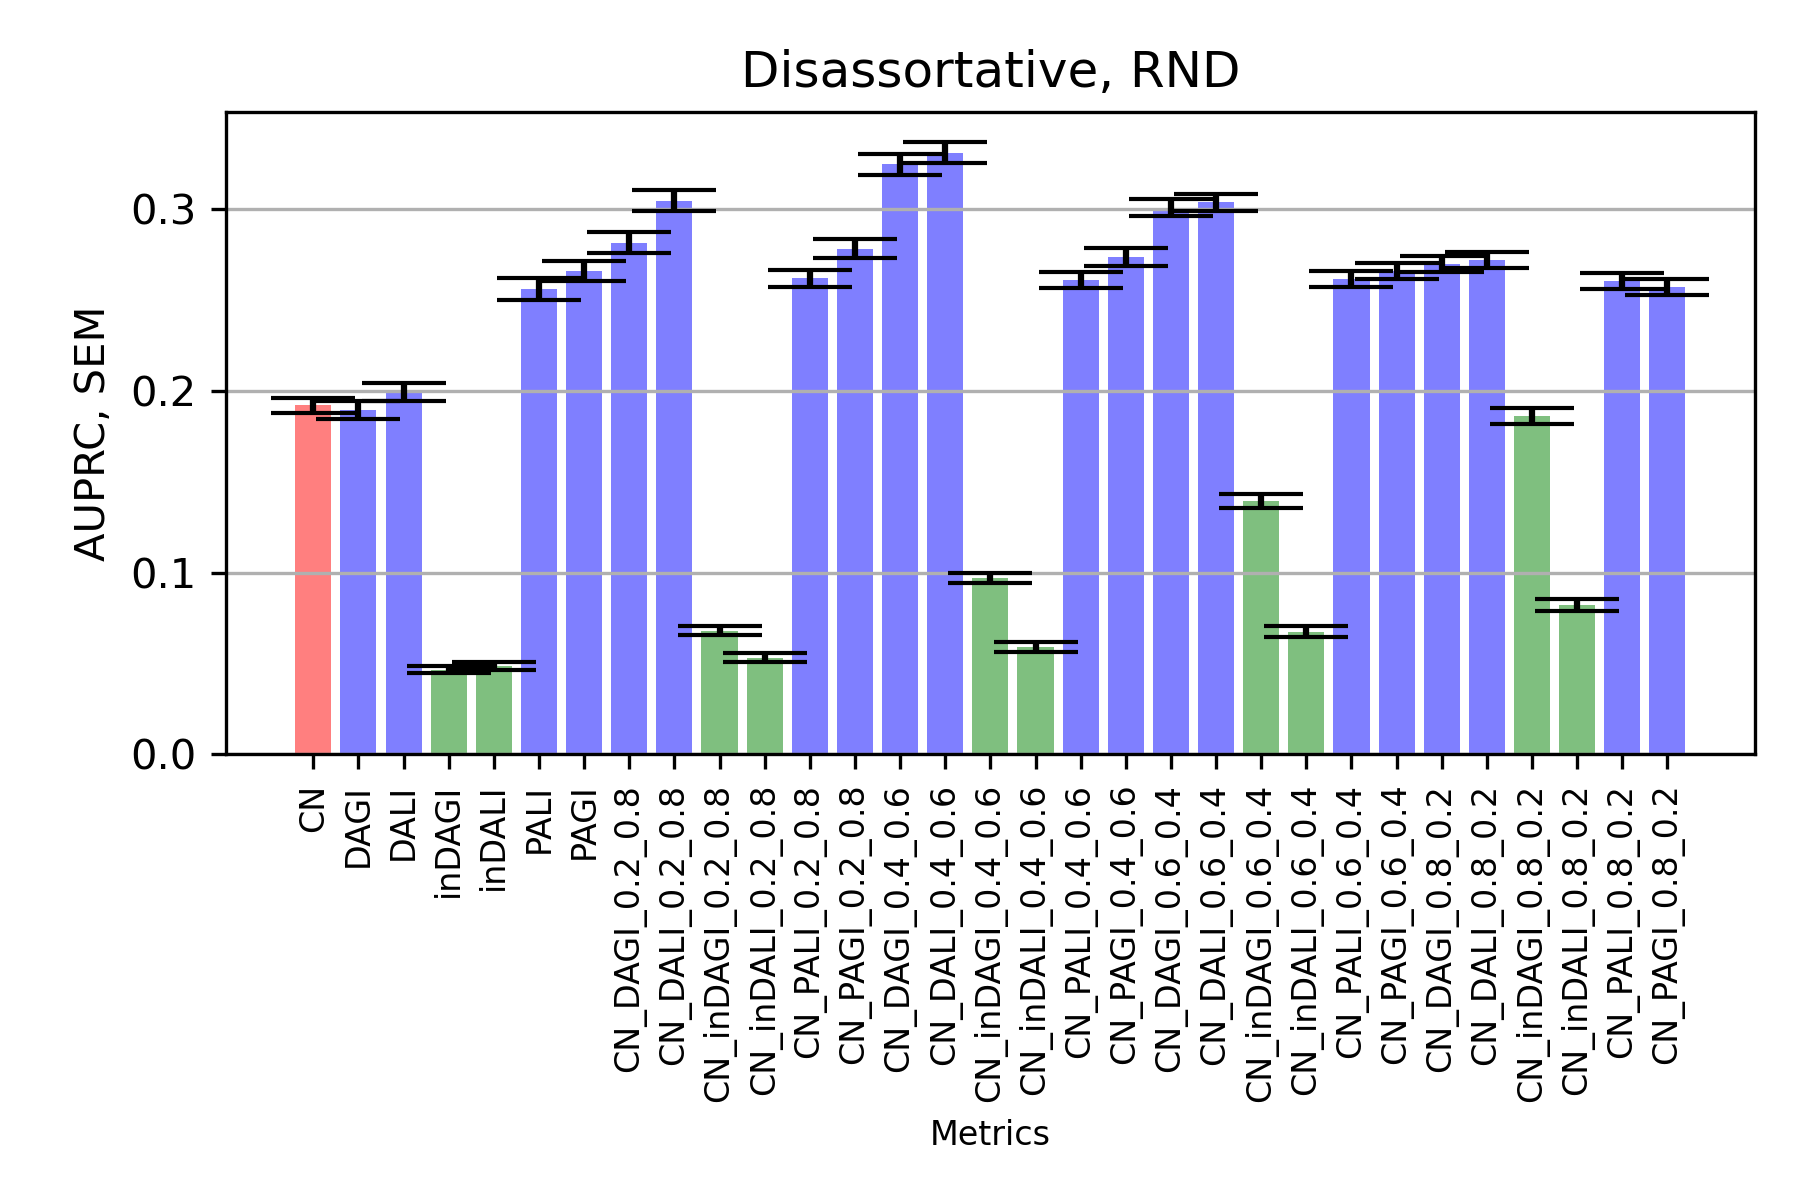 Disassortative, RND
AUPRC, SEM
0.3
0.2
0.1
0.0
CN
DAGI
DALI
inDAGI
inDALI
PALI
PAGI
CN_DAGI_0.2_0.8
CN_DALI_0.2_0.8
CN_inDAGI_0.2_0.8
CN_inDALI_0.2_0.8
CN_PALI_0.2_0.8
CN_PAGI_0.2_0.8
CN_DAGI_0.4_0.6
CN_DALI_0.4_0.6
CN_inDAGI_0.4_0.6
CN_inDALI_0.4_0.6
CN_PALI_0.4_0.6
CN_PAGI_0.4_0.6
CN_DAGI_0.6_0.4
CN_DALI_0.6_0.4
CN_inDAGI_0.6_0.4
CN_inDALI_0.6_0.4
CN_PALI_0.6_0.4
CN_PAGI_0.6_0.4
CN_DAGI_0.8_0.2
CN_DALI_0.8_0.2
CN_inDAGI_0.8_0.2
CN_inDALI_0.8_0.2
CN_PALI_0.8_0.2
CN_PAGI_0.8_0.2
Metrics